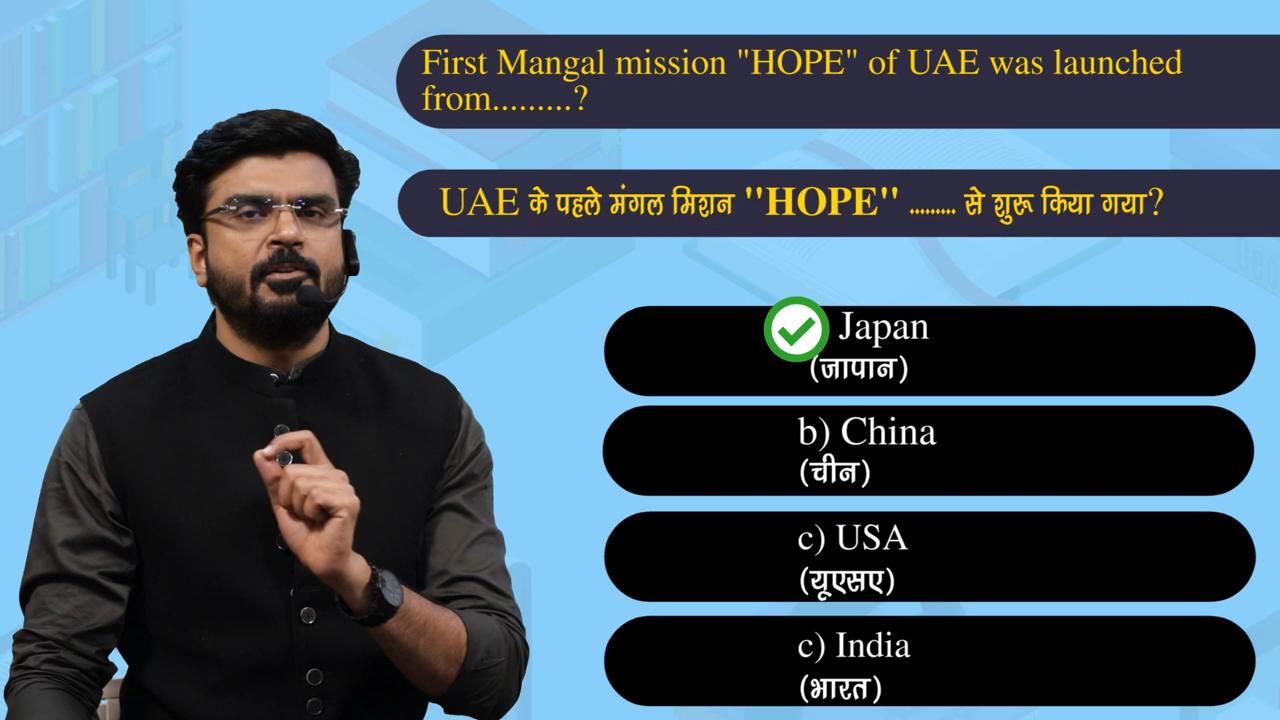 First Mangal mission "HOPE" of UAE was launched
from.........?
UAE के पहले मंगल मिशन "HOPE" ......... से शुरू किया गया?
Japan
(जापान)
b) China
(चीन)
c) USA
(यूएसए)
c) India
(भारत)